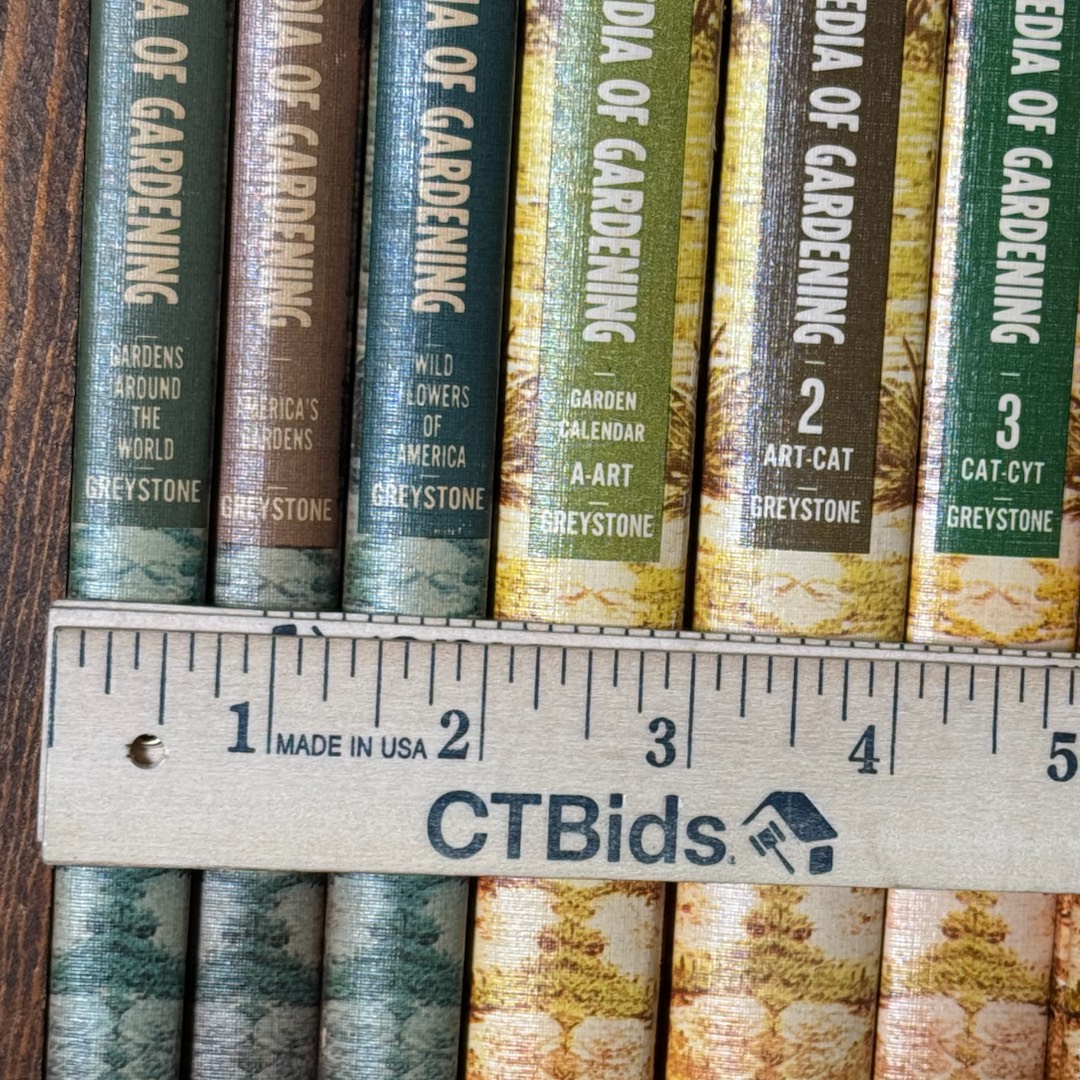 DIA OF GARDENING
GARDENS
AROUND
THE
WORLD
GREYSTONE
DIA OF GARDENING
AMERICA'S
GARDENS
GREYSTONE
IA OF GARDENING
WILD
FLOWERS
OF
AMERICA
GREYSTONE
EDIA OF GARDENING
GARDEN
CALENDAR
A-ART
GREYSTONE
EDIA OF GARDENING
2
ART-CAT
GREYSTONE
EDIA OF GARDENING
3
CAT-CYT
GREYSTONE
1 MADE IN USA 2 3 4 5
CTBids.